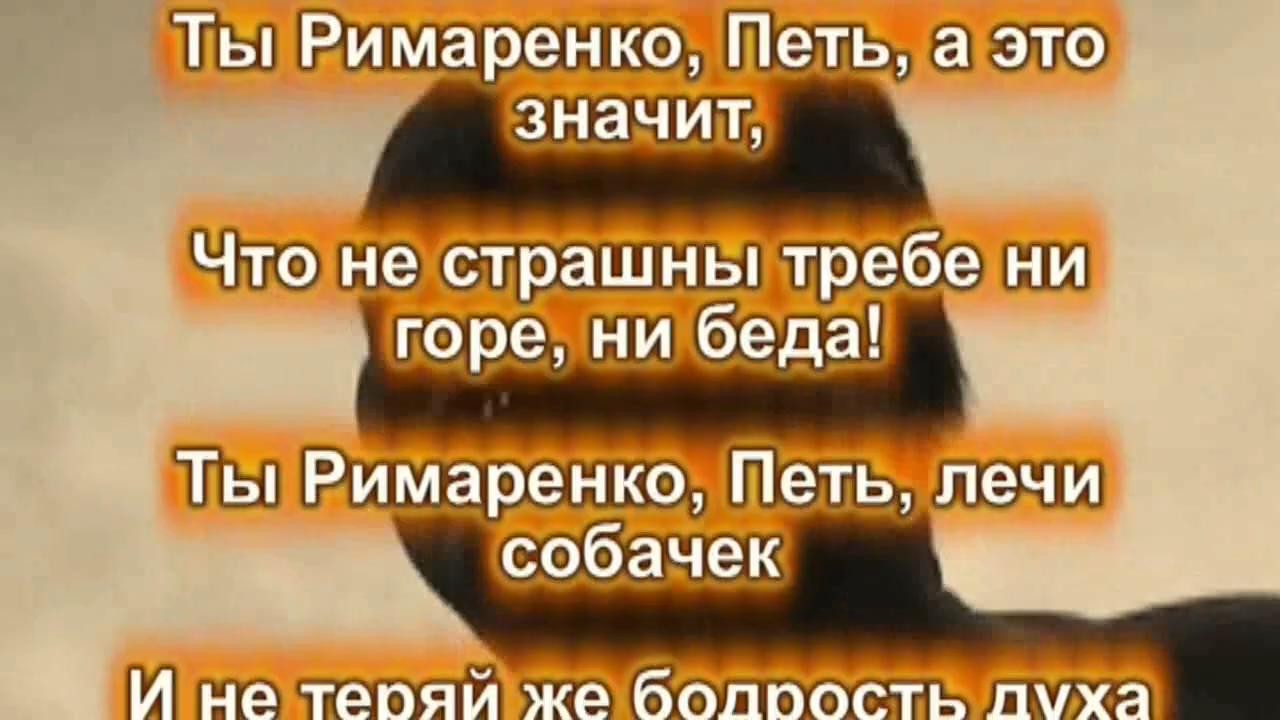 Ты Римаренко, Петь, а это
значит,
Что не страшны требе ни
горе, ни беда!
Ты Римаренко, Петь, лечи
собачек
И не теряй же бодрость духа